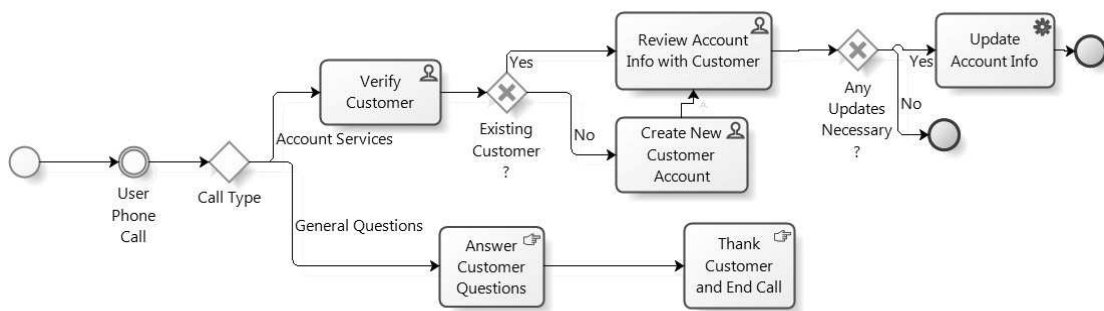 Review Account
Info with Customer
Update
Account Info
Yes
Yes
Verify
Customer
Any
Updates
Necessary
?
No
Existing
Customer
?
No
Create New
Customer
Account
Account Services
User
Phone
Call
Call Type
General Questions
Answer
Customer
Questions
Thank
Customer
and End Call